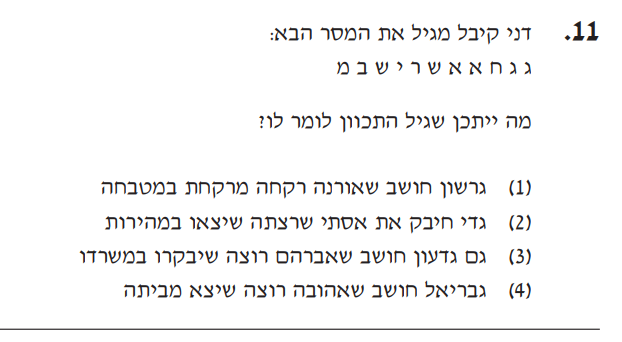 11. דני קיבל מגיל את המסר הבא:
ג ג ח א א ש ר י ש ב מ
מה ייתכן שגיל התכוון לומר לו?
(1) גרשון חושב שאורנה רקחה מרקחת במטבחה
(2) גדי חיבק את אסתי שרצתה שיצאו במהירות
(3) גם גדעון חושב שאברהם רוצה שיבקרו במשרדו
(4) גבריאל חושב שאהובה רוצה שיצא מביתה